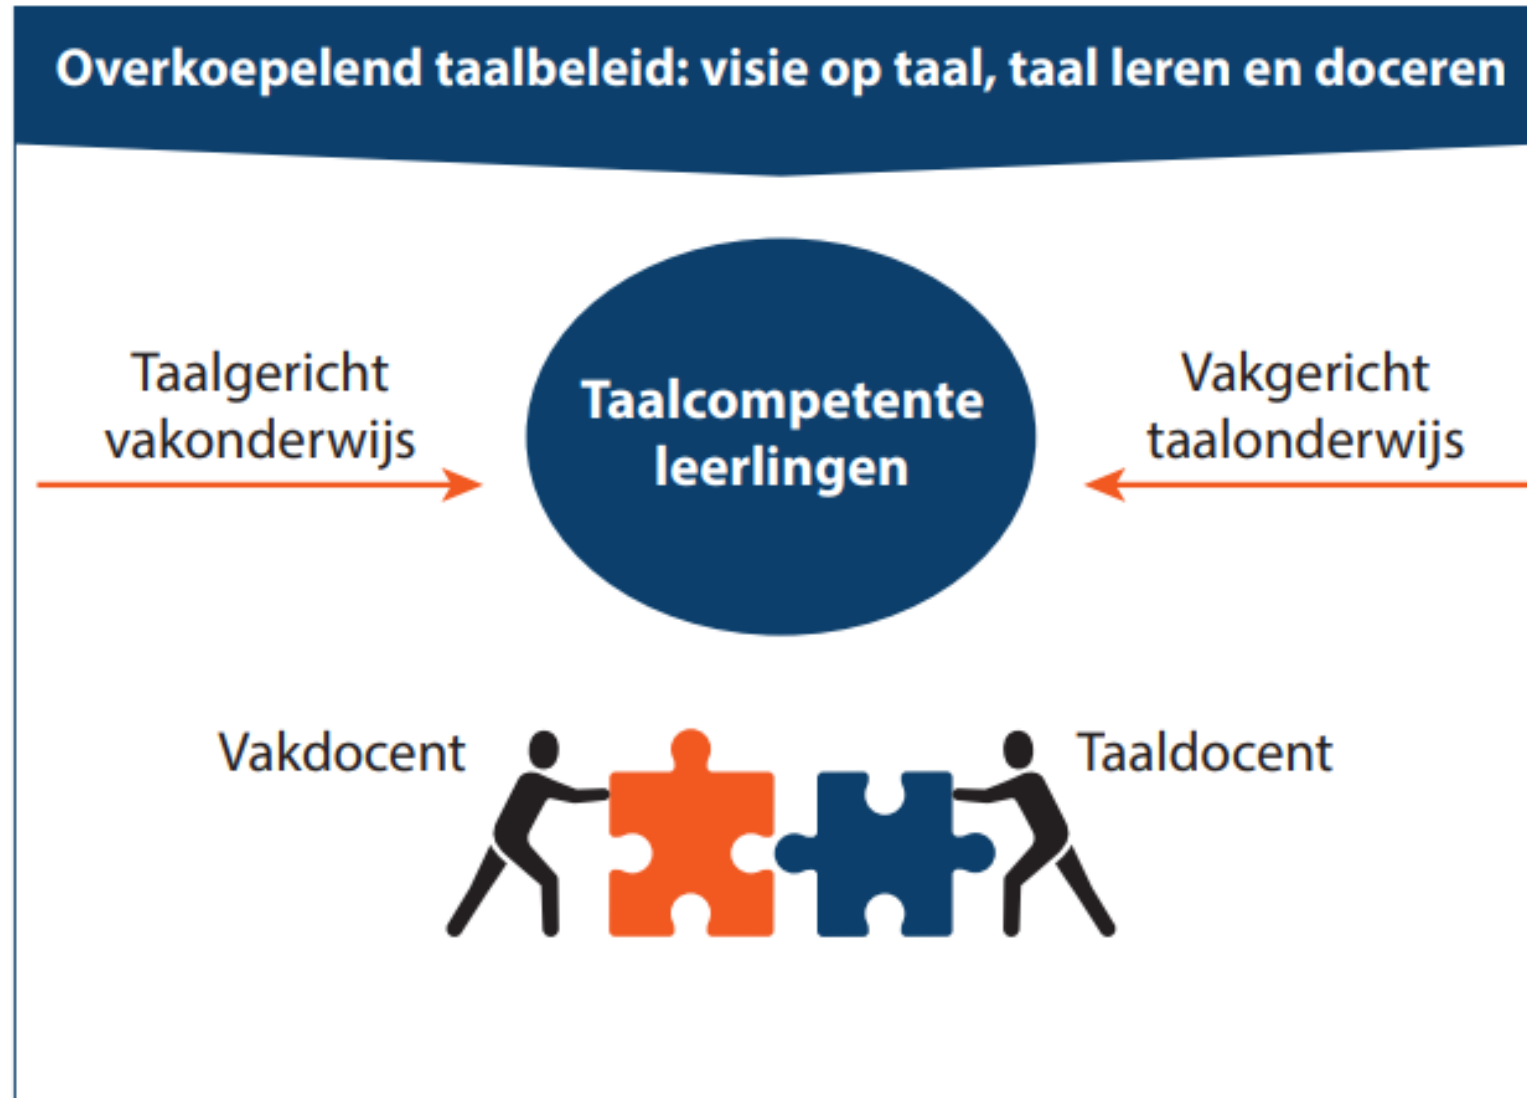 Overkoepelend taalbeleid: visie op taal, taal leren en doceren
Taalgericht
vakonderwijs
Taalcompetente
leerlingen
Vakgericht
taalonderwijs
Vakdocent
Taaldocent